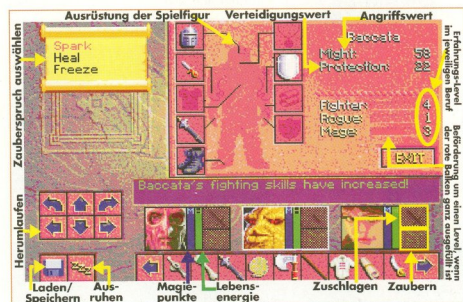 Ausrüstung der Spielfigur
Verteidigungswert
Angriffswert
Zauberspruch auswählen
Spark
Heal
Freeze
Baccata
Might: 58
Protection: 22
Fighter: 4
Rogue: 1
Mage: 3
EXIT
Erfahrungs-Level
im jeweiligen Beruf
Beförderung um einen Level, wenn
der rote Balken ganz ausgefüllt ist
Baccata's fighting skills have increased!
Herumlaufen
Laden/
Speichern
Aus-
ruhen
Magie-
punkte
Lebens-
energie
Zuschlagen
Zaubern